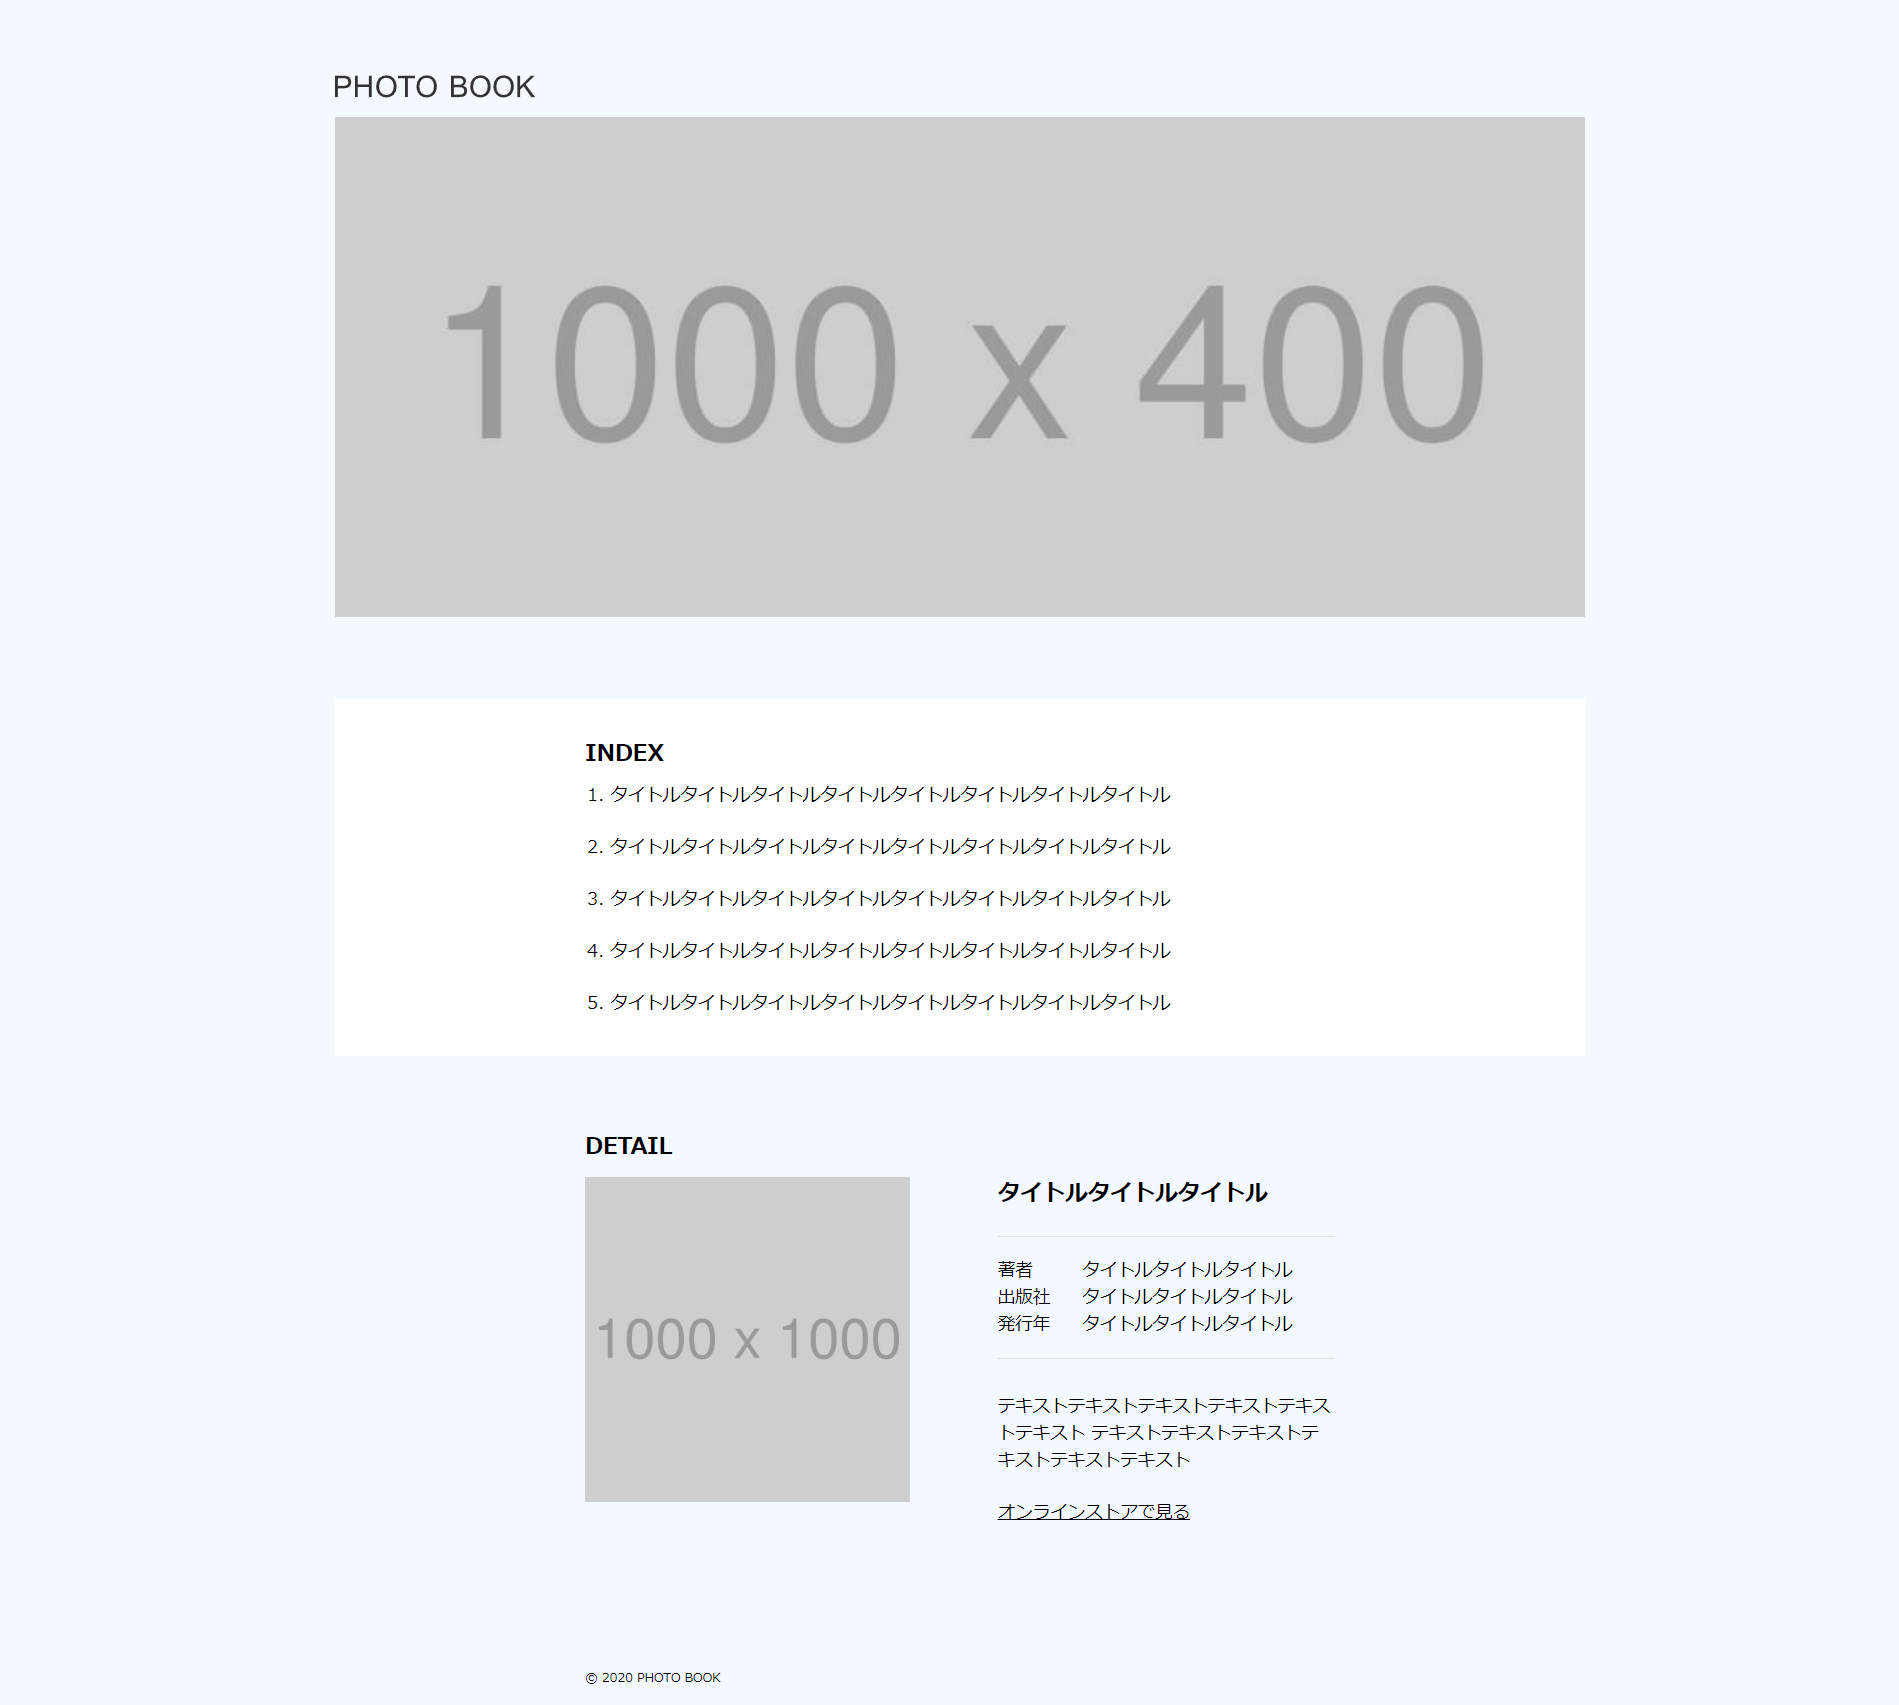 PHOTO BOOK
1000 x 400
INDEX
1. タイトルタイトルタイトルタイトルタイトルタイトルタイトルタイトル
2. タイトルタイトルタイトルタイトルタイトルタイトルタイトルタイトル
3. タイトルタイトルタイトルタイトルタイトルタイトルタイトルタイトル
4. タイトルタイトルタイトルタイトルタイトルタイトルタイトルタイトル
5. タイトルタイトルタイトルタイトルタイトルタイトルタイトルタイトル
DETAIL
1000 x 1000
タイトルタイトルタイトル
著者 タイトルタイトルタイトル
出版社 タイトルタイトルタイトル
発行年 タイトルタイトルタイトル
テキストテキストテキストテキストテキス
トテキスト テキストテキストテキストテ
キストテキストテキスト
オンラインストアで見る
© 2020 PHOTO BOOK